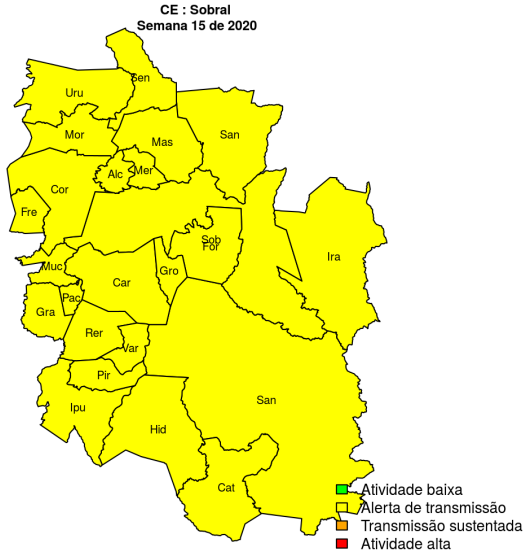 CE : Sobral
Semana 15 de 2020
Sen
Uru
Mor
Mas
San
Alc
Mer
Cor
Fre
Sob
For
Ira
Muc
Gro
Car
Pac
Gra
Rer
Var
Pir
San
Ipu
Hid
Cat
Atividade baixa
Alerta de transmissão
Transmissão sustentada
Atividade alta